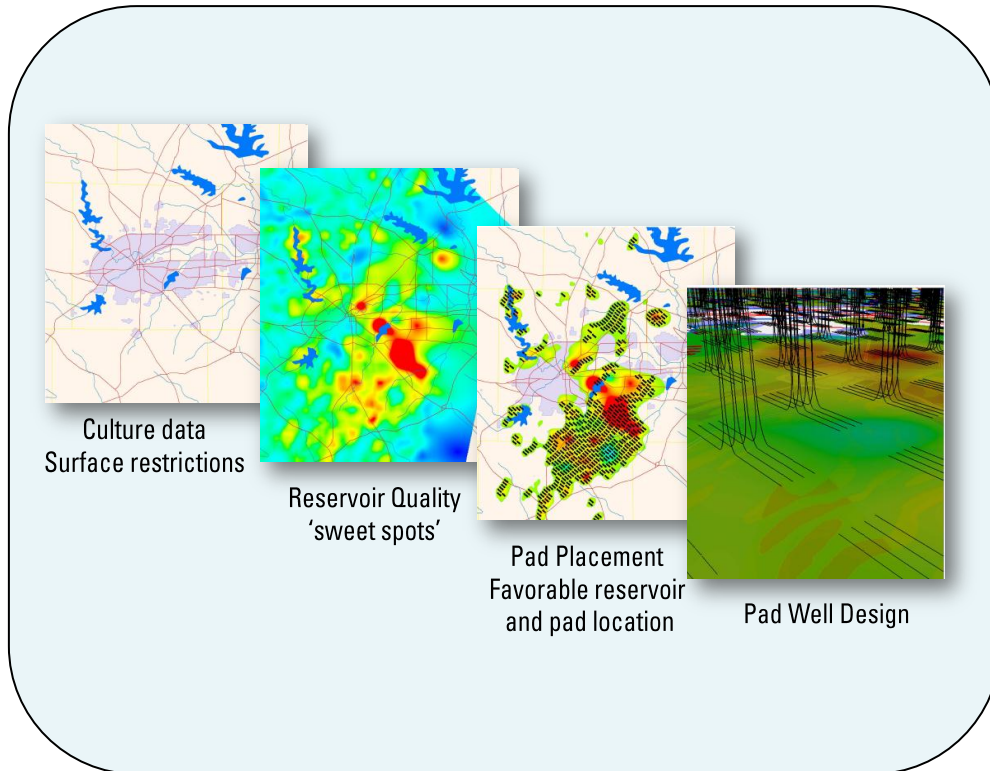 Culture data
Surface restrictions
Reservoir Quality
‘sweet spots’
Pad Placement
Favorable reservoir
and pad location
Pad Well Design